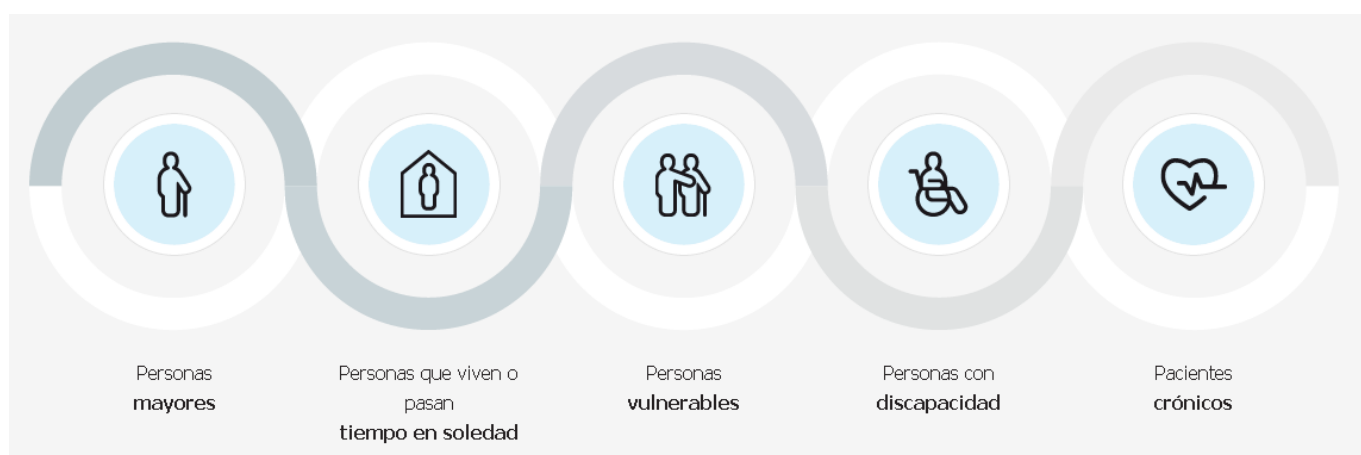 Personas
mayores
Personas que viven o
pasan
tiempo en soledad
Personas
vulnerables
Personas con
discapacidad
Pacientes
crónicos